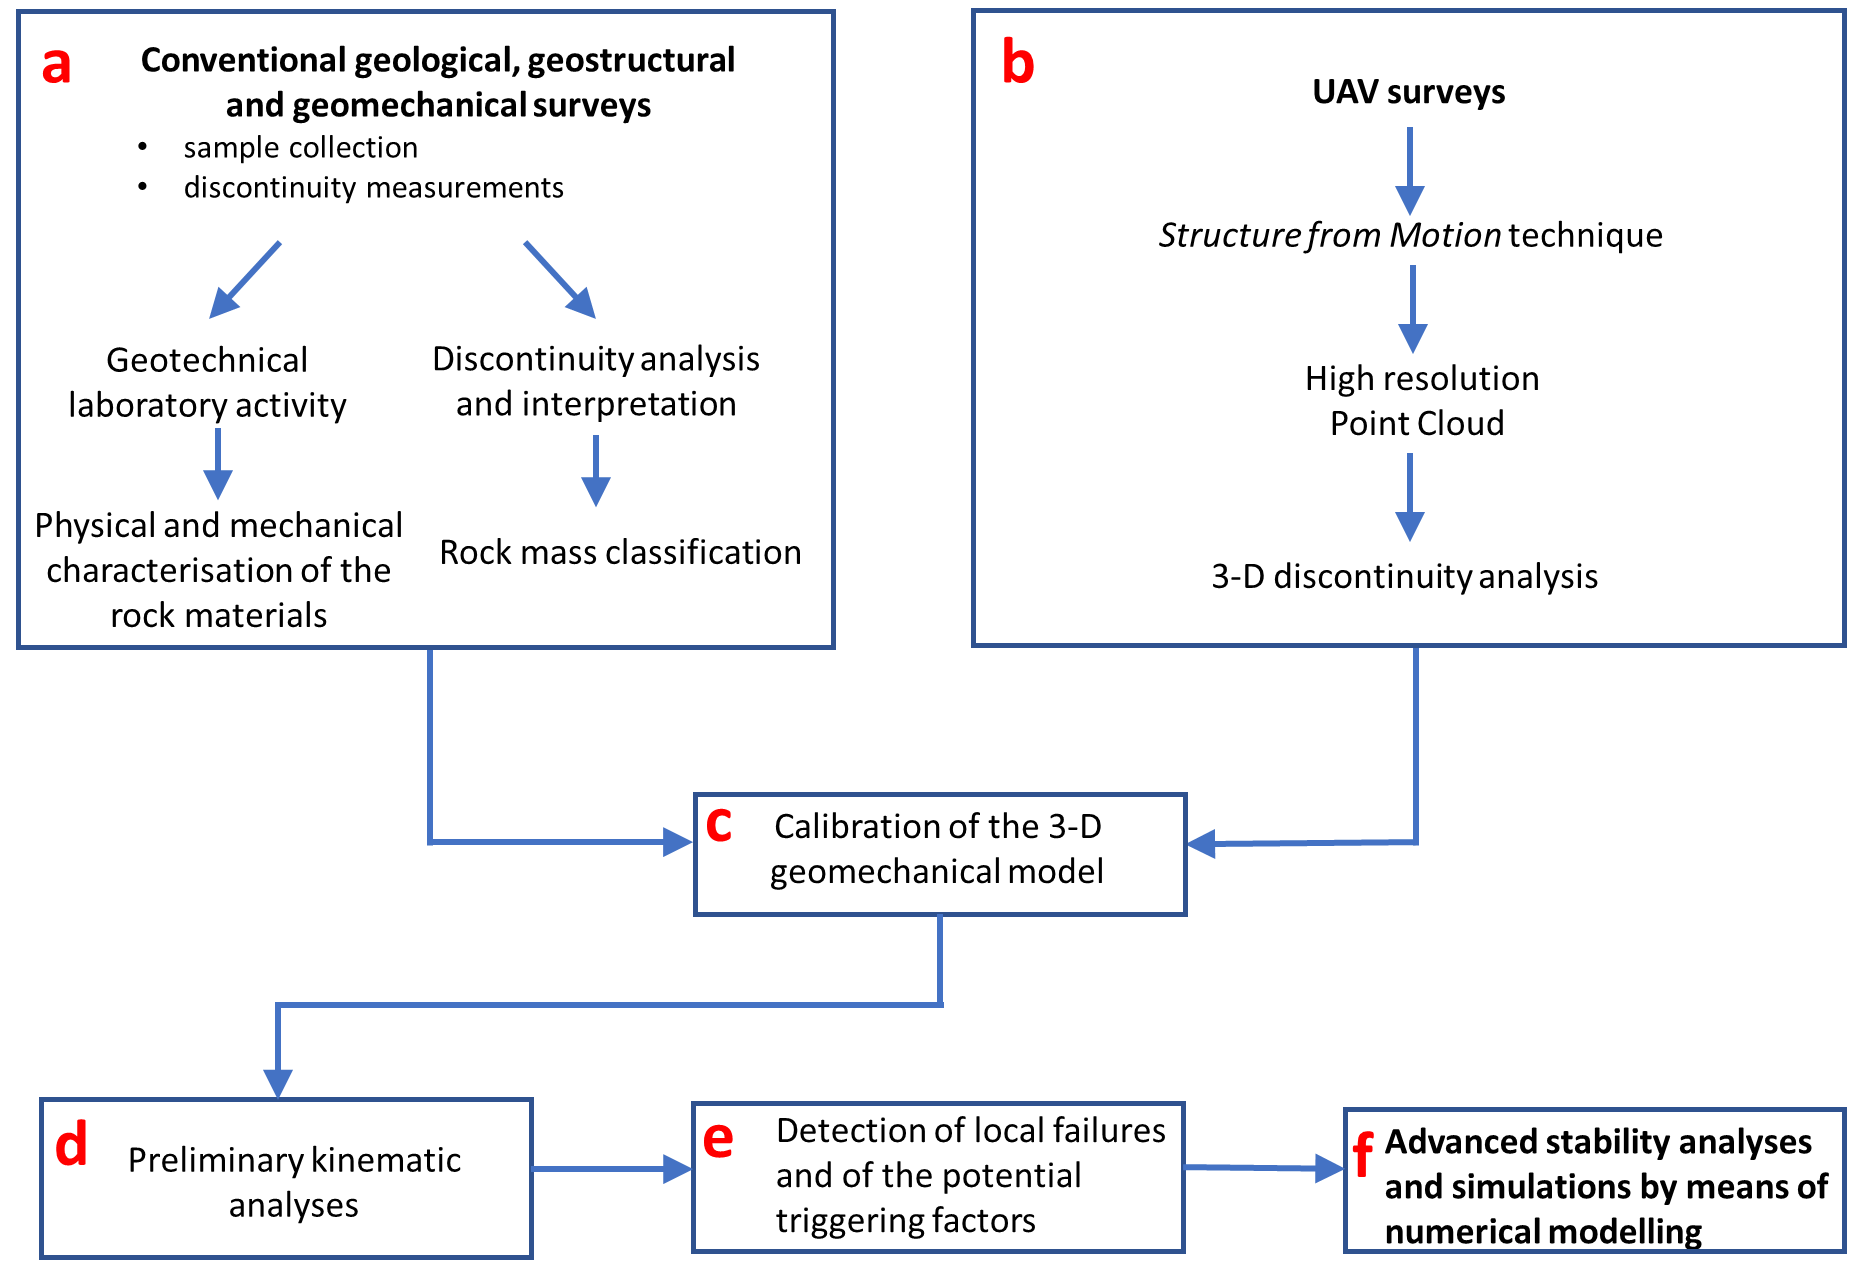 a
Conventional geological, geostructural
and geomechanical surveys
• sample collection
• discontinuity measurements
Geotechnical
laboratory activity
Physical and mechanical
characterisation of the
rock materials
Discontinuity analysis
and interpretation
Rock mass classification
b
UAV surveys
Structure from Motion technique
High resolution
Point Cloud
3-D discontinuity analysis
c
Calibration of the 3-D
geomechanical model
d
Preliminary kinematic
analyses
e
Detection of local failures
and of the potential
triggering factors
f
Advanced stability analyses
and simulations by means of
numerical modelling